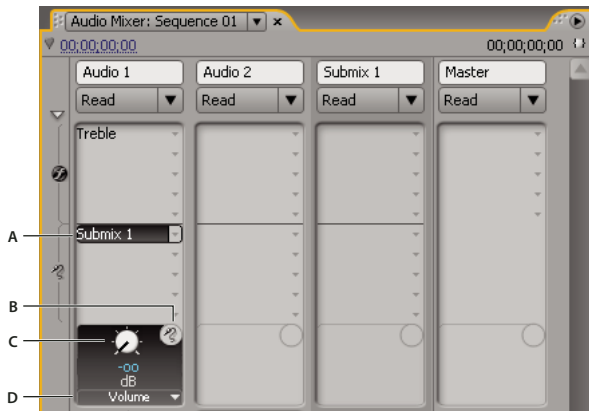 Audio Mixer: Sequence 01
00;00;00;00 00;00;00;00
Audio 1 Audio 2 Submix 1 Master
Read Read Read Read
Treble
A Submix 1
B
C
-oo
dB
D Volume